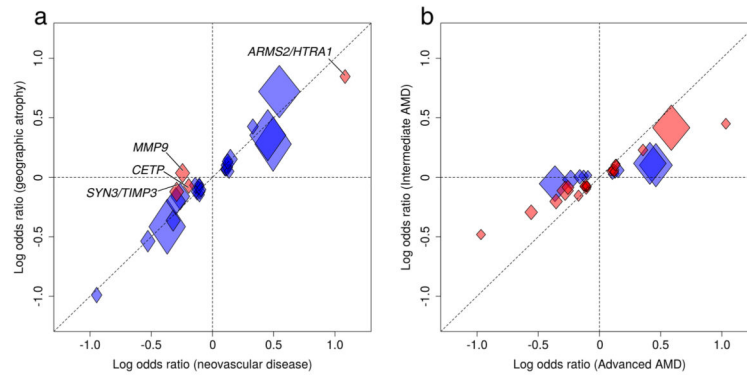 a
b
1.0
0.5
0
-0.5
-1.0
Log odds ratio (geographic atrophy)
ARMS2/HTRA1
MMP9
CETP
SYN3/TIMP3
-1.0 -0.5 0 0.5 1.0
Log odds ratio (neovascular disease)
1.0
0.5
0
-0.5
-1.0
Log odds ratio (Intermediate AMD)
-1.0 -0.5 0 0.5 1.0
Log odds ratio (Advanced AMD)